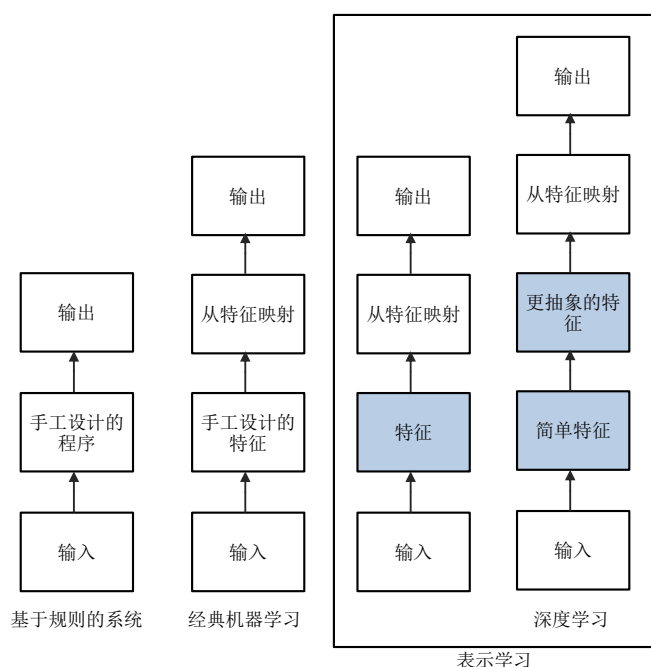 输出
输出
输出
从特征映射
输出
从特征映射
从特征映射
更抽象的特
征
手工设计的
程序
手工设计的
特征
特征
简单特征
输入
输入
输入
输入
基于规则的系统
经典机器学习
深度学习
表示学习